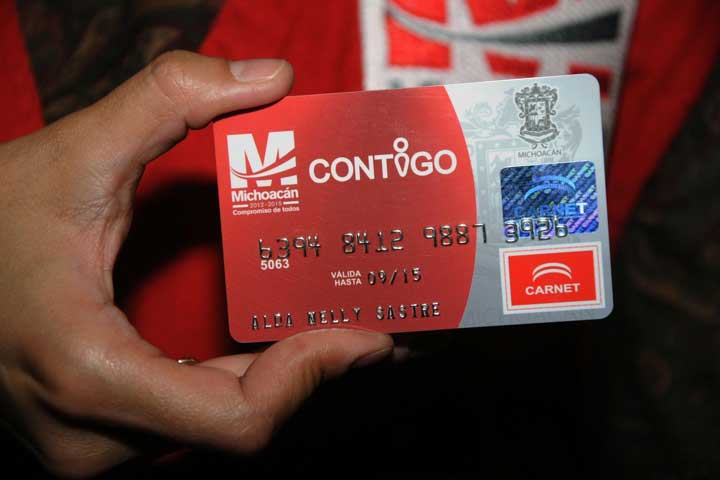 M
Michoacán
2012 - 2015
Compromiso de todos
CONTIGO
MICHOACÁN
CARNET
6394 8412 9887 3926
5063
VÁLIDA
HASTA 09/15
CARNET
ALDA NELLY SASTRE